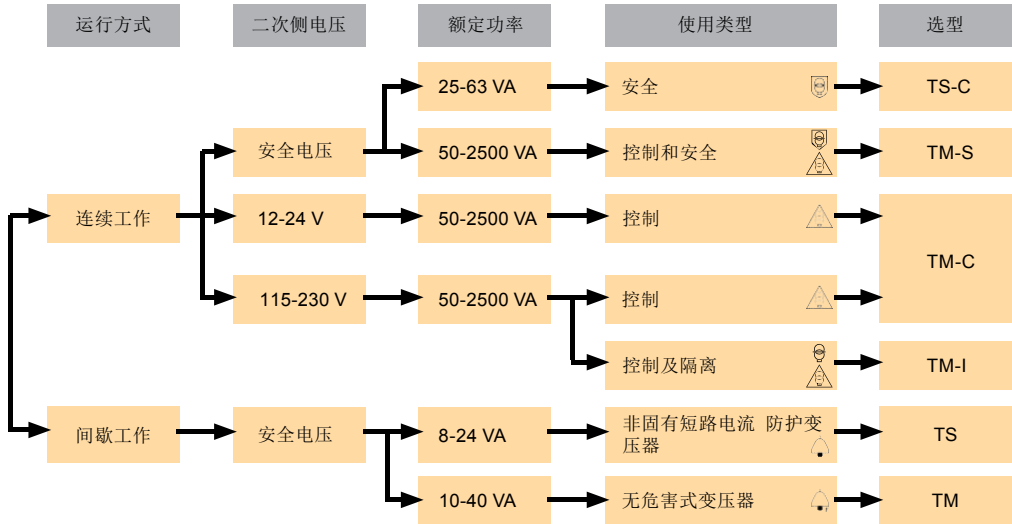 运行方式 二次侧电压 额定功率 使用类型 选型
25-63 VA 安全 TS-C
安全电压 50-2500 VA 控制和安全 TM-S
连续工作 12-24 V 50-2500 VA 控制
TM-C
115-230 V 50-2500 VA 控制
控制及隔离 TM-I
间歇工作 安全电压 8-24 VA 非固有短路电流 防护变
压器 TS
10-40 VA 无危害式变压器 TM